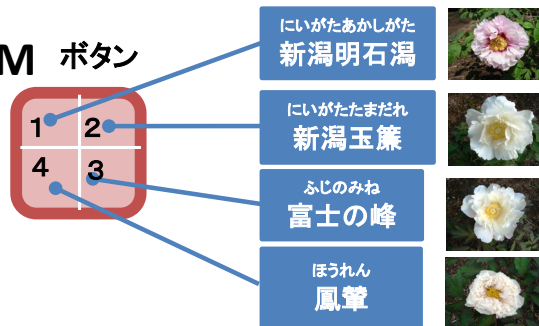 M ボタン
1
2
4
3
にいがたあかしがた
新潟明石潟
にいがたたまだれ
新潟玉簾
ふじのみね
富士の峰
ほうれん
鳳輦